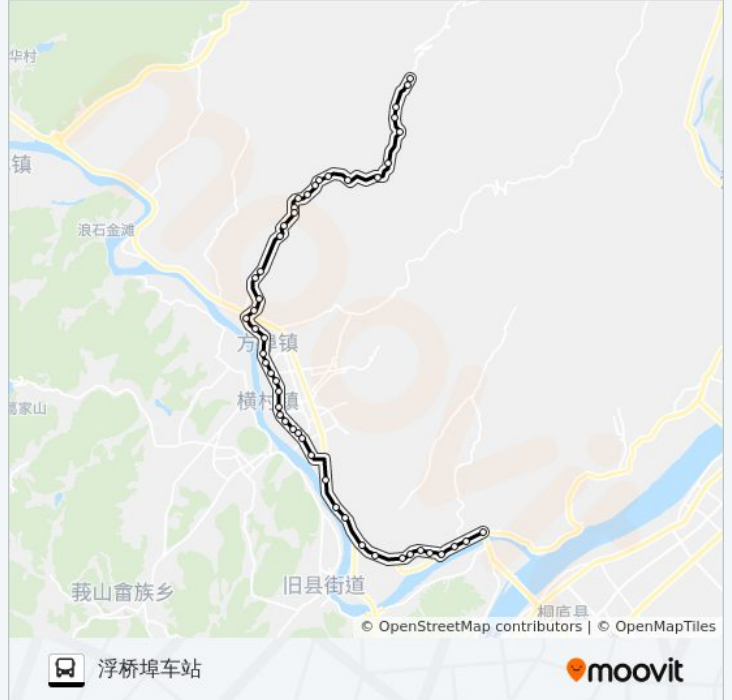 华村
镇
浪石金滩
方埠镇
横村镇
葛家山
莪山畲族乡
旧县街道
桐庐县
© OpenStreetMap contributors | © OpenMapTiles
浮桥埠车站
moovit